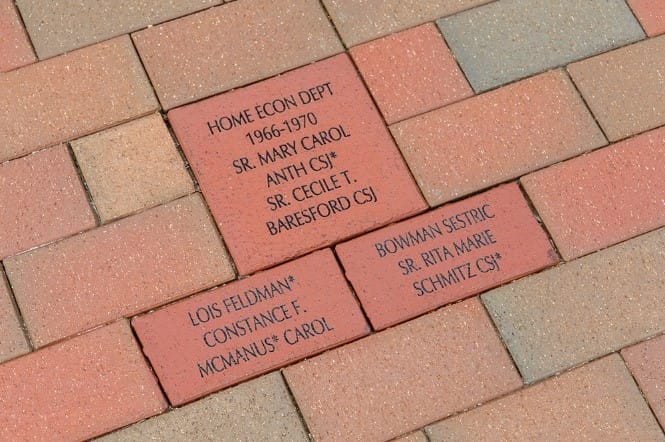 HOME ECON DEPT
1966-1970
SR. MARY CAROL
ANTH CSJ*
SR. CECILE T.
BARESFORD CSJ
LOIS FELDMAN*
CONSTANCE F.
MCMANUS* CAROL
BOWMAN SESTRIC
SR. RITA MARIE
SCHMITZ CSJ*